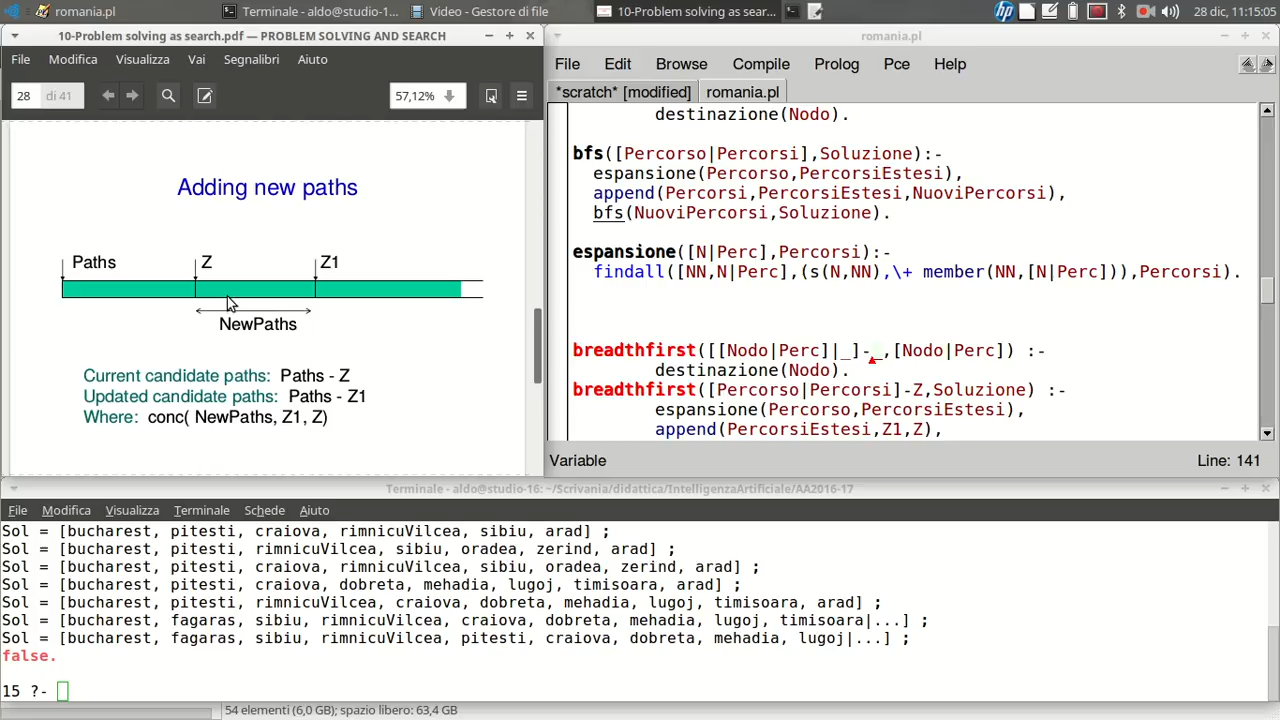 romania.pl
Terminale - aldo@studio-1...
Video - Gestore di file
10-Problem solving as sear...
28 dic, 11:15:05
10-Problem solving as search.pdf — PROBLEM SOLVING AND SEARCH
File Modifica Visualizza Vai Segnalibri Aiuto
28 di 41
57,12%
Adding new paths
Paths Z Z1
NewPaths
Current candidate paths: Paths - Z
Updated candidate paths: Paths - Z1
Where: conc( NewPaths, Z1, Z)
romania.pl
File Edit Browse Compile Prolog Pce Help
*scratch* [modified] romania.pl
destinazione(Nodo).
bfs([Percorso|Percorsi],Soluzione):-
espansione(Percorso,PercorsiEstesi),
append(Percorsi,PercorsiEstesi,NuoviPercorsi),
bfs(NuoviPercorsi,Soluzione).
espansione([N|Perc],Percorsi):-
findall([NN,N|Perc],(s(N,NN),\+ member(NN,[N|Perc])),Percorsi).
breadthfirst([[Nodo|Perc]|_]-_,[Nodo|Perc]) :-
destinazione(Nodo).
breadthfirst([Percorso|Percorsi]-Z,Soluzione) :-
espansione(Percorso,PercorsiEstesi),
append(PercorsiEstesi,Z1,Z),
Variable Line: 141
Terminale - aldo@studio-16: ~/Scrivania/didattica/IntelligenzaArtificiale/AA2016-17
File Modifica Visualizza Terminale Schede Aiuto
Sol = [bucharest, pitesti, craiova, rimnicuVilcea, sibiu, arad] ;
Sol = [bucharest, pitesti, rimnicuVilcea, sibiu, oradea, zerind, arad] ;
Sol = [bucharest, pitesti, craiova, rimnicuVilcea, sibiu, oradea, zerind, arad] ;
Sol = [bucharest, pitesti, craiova, dobreta, mehadia, lugoj, timisoara, arad] ;
Sol = [bucharest, pitesti, rimnicuVilcea, craiova, dobreta, mehadia, lugoj, timisoara, arad] ;
Sol = [bucharest, fagaras, sibiu, rimnicuVilcea, craiova, dobreta, mehadia, lugoj, timisoara|...] ;
Sol = [bucharest, fagaras, sibiu, rimnicuVilcea, pitesti, craiova, dobreta, mehadia, lugoj|...] ;
false.
15 ?-
54 elementi (6,0 GB); spazio libero: 63,4 GB